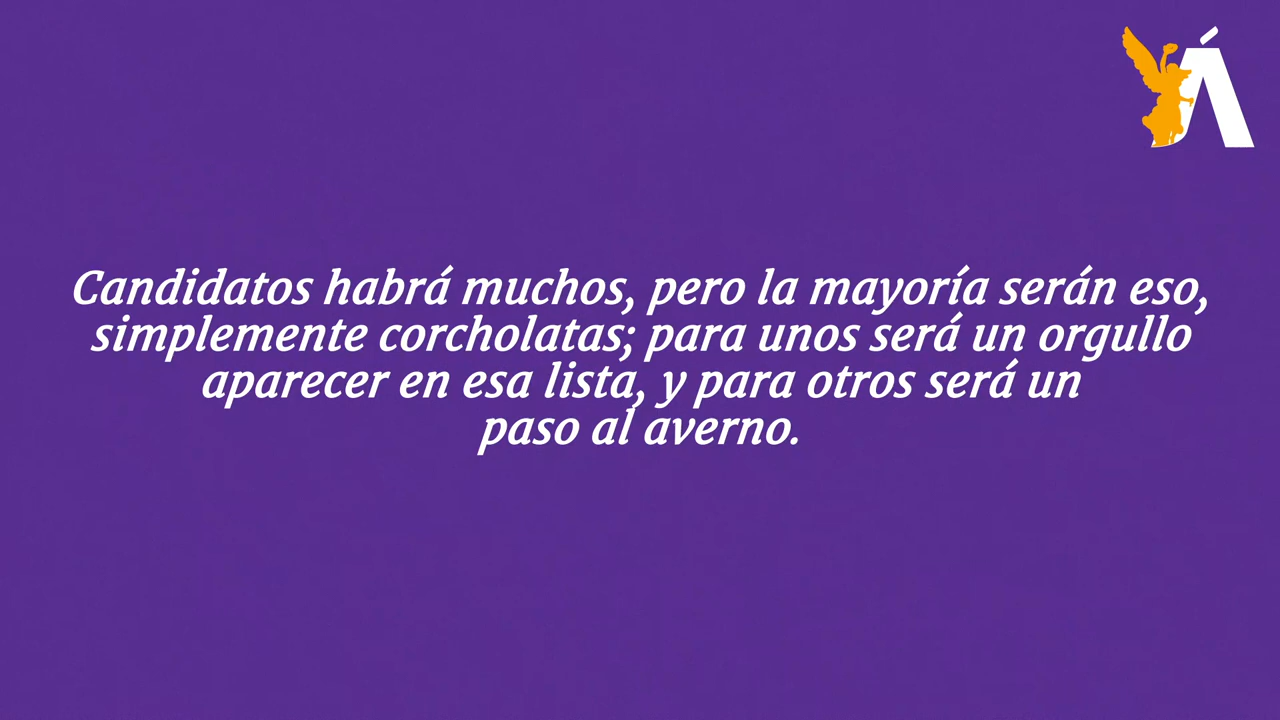 Á
Candidatos habrá muchos, pero la mayoría serán eso,
simplemente corcholatas; para unos será un orgullo
aparecer en esa lista, y para otros será un
paso al averno.